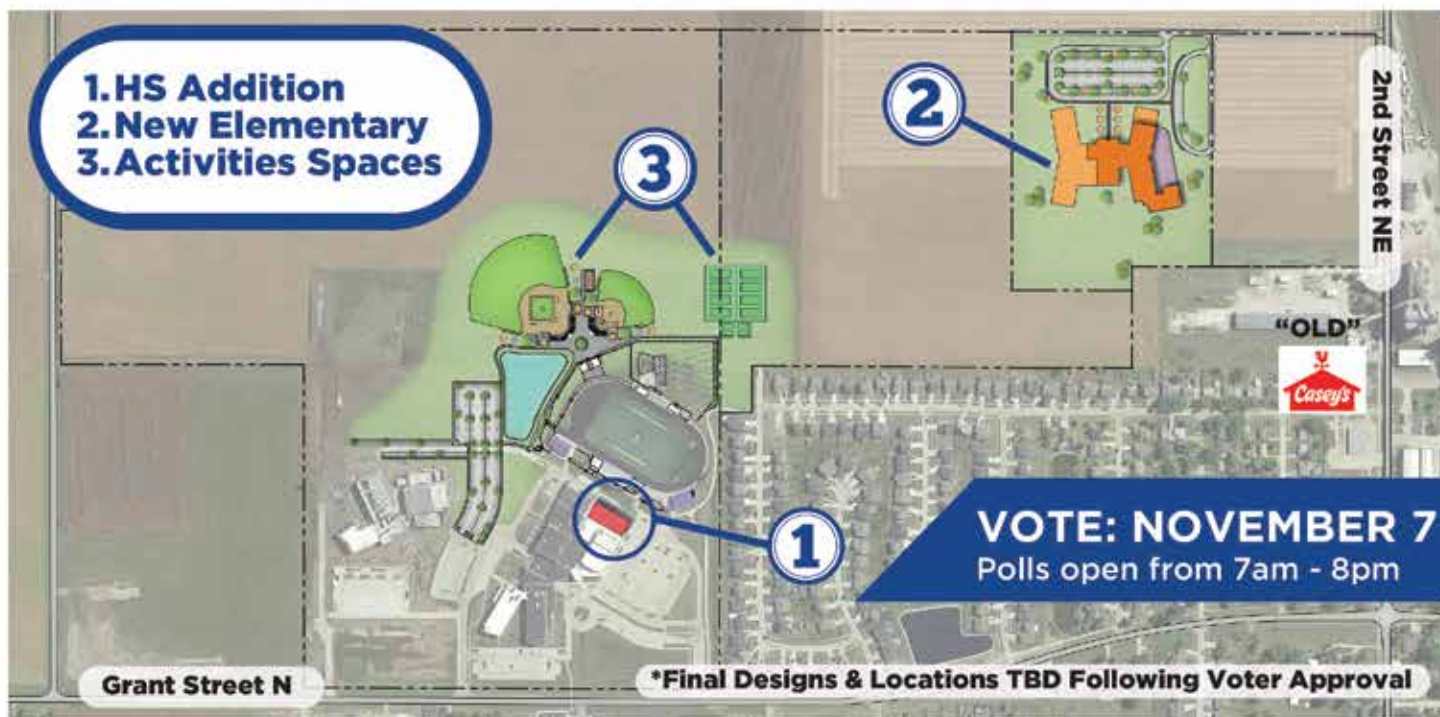 1.HS Addition
2.New Elementary
3.Activities Spaces
2
3
2nd Street NE
"OLD"
Casey's
1
VOTE: NOVEMBER 7
Polls open from 7am - 8pm
Grant Street N
*Final Designs & Locations TBD Following Voter Approval